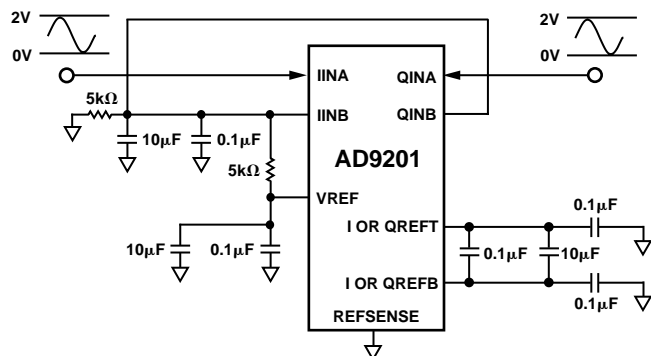 2V
0V
2V
0V
IINA
QINA
5kΩ
IINB
QINB
10µF
0.1µF
AD9201
5kΩ
VREF
0.1µF
I OR QREFT
10µF
0.1µF
0.1µF
10µF
I OR QREFB
0.1µF
REFSENSE